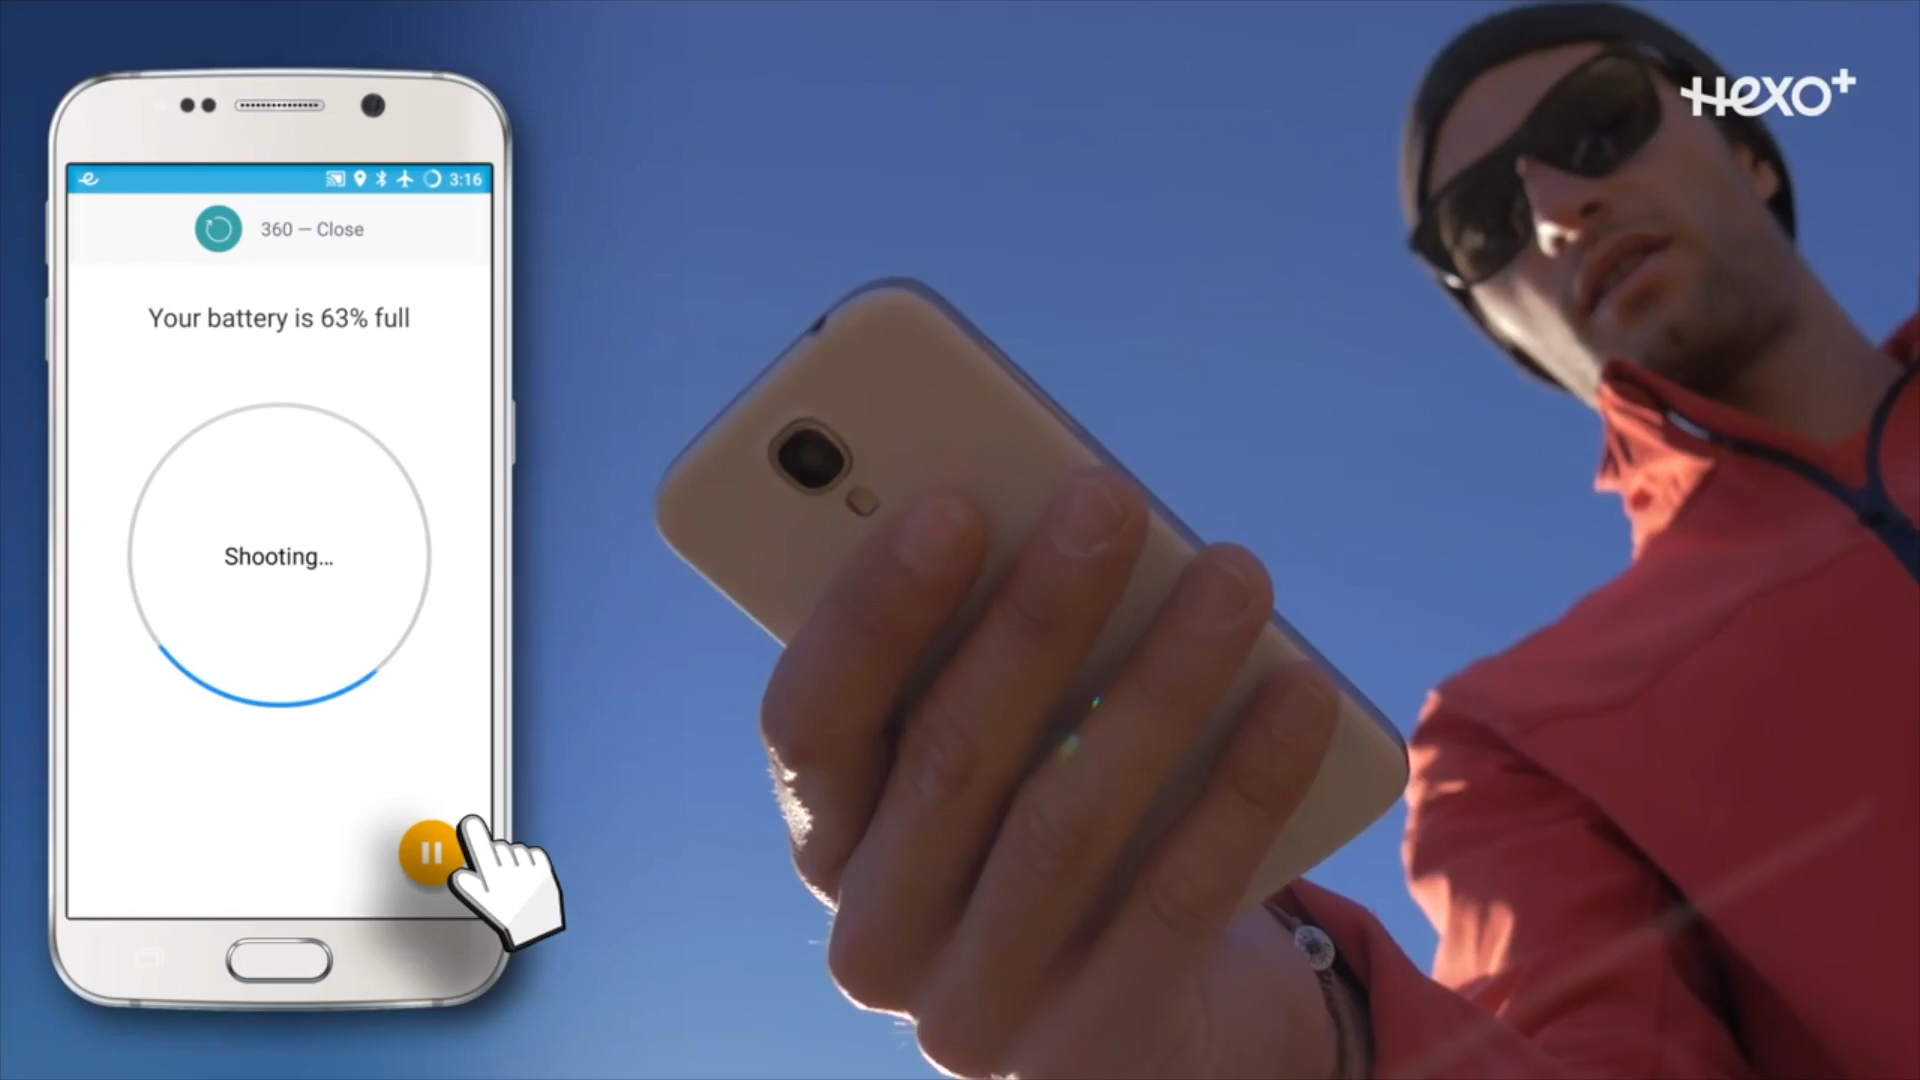 Hexo+
3:16
360 — Close
Your battery is 63% full
Shooting...